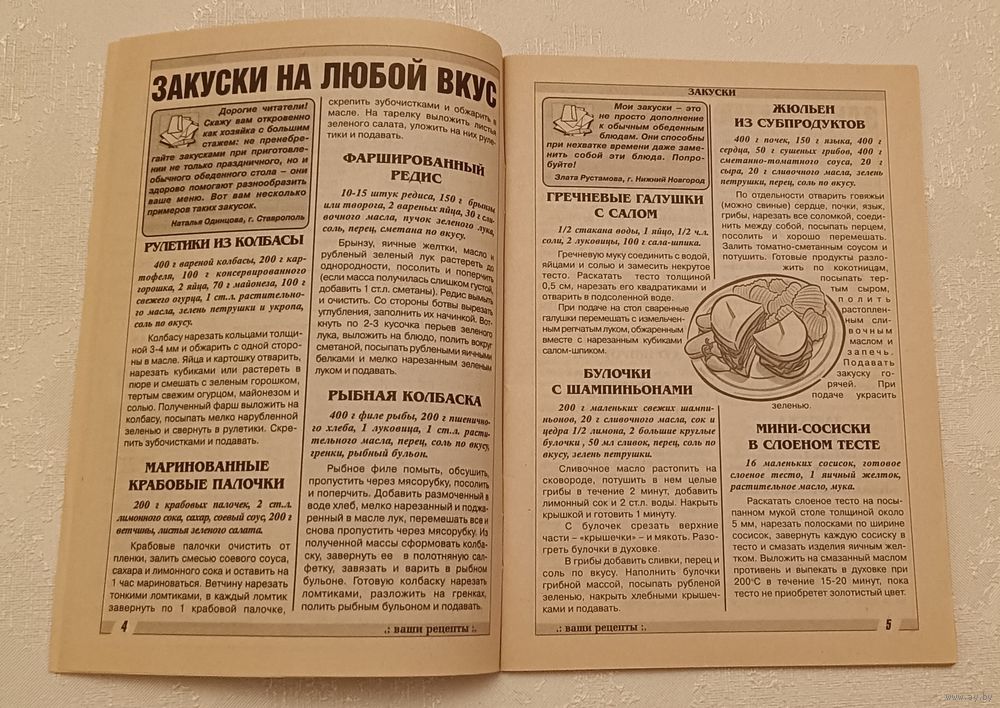 ЗАКУСКИ НА ЛЮБОЙ ВКУС
Дорогие читатели!
Скажу вам откровенно
как хозяйка с большим
стажем: не пренебре-
гайте закусками при приготовле-
нии не только праздничного, но и
обычного обеденного стола – они
здорово помогают разнообразить
ваше меню. Вот вам несколько
примеров таких закусок.
Наталья Одинцова, г. Ставрополь
РУЛЕТИКИ ИЗ КОЛБАСЫ
400 г вареной колбасы, 200 г кар-
тофеля, 100 г консервированного
горошка, 2 яйца, 70 г майонеза, 100 г
свежего огурца, 1 ст.л. раститель-
ного масла, зелень петрушки и укропа,
соль по вкусу.
Колбасу нарезать кольцами толщи-
ной 3-4 мм и обжарить с одной сторо-
ны в масле. Яйца и картошку отварить,
нарезать кубиками или растереть в
пюре и смешать с зеленым горошком,
тертым свежим огурцом, майонезом и
солью. Полученный фарш выложить на
колбасу, посыпать мелко нарубленной
зеленью и свернуть в рулетики. Скре-
пить зубочистками и подавать.
МАРИНОВАННЫЕ
КРАБОВЫЕ ПАЛОЧКИ
200 г крабовых палочек, 2 ст.л.
лимонного сока, сахар, соевый соус, 200 г
ветчины, листья зеленого салата.
Крабовые палочки очистить от
пленки, залить смесью соевого соуса,
сахара и лимонного сока и оставить на
1 час мариноваться. Ветчину нарезать
тонкими ломтиками, в каждый ломтик
завернуть по 1 крабовой палочке,
скрепить зубочистками и обжарить в
масле. На тарелку выложить листья
зеленого салата, уложить на них руле-
тики и подавать.
ФАРШИРОВАННЫЙ
РЕДИС
10-15 штук редиса, 150 г брынзы
или творога, 2 вареных яйца, 30 г сли-
вочного масла, пучок зеленого лука,
соль, перец, сметана по вкусу.
Брынзу, яичные желтки, масло и
рубленый зеленый лук растереть до
однородности, посолить и поперчить
(если масса получилась слишком густой,
добавить 1 ст.л. сметаны). Редис вымыть
и очистить. Со стороны ботвы вырезать
углубления, заполнить их начинкой. Вот-
кнуть по 2-3 кусочка перьев зеленого
лука, выложить на блюдо, полить вокруг
сметаной, посыпать рублеными яичными
белками и мелко нарезанным зеленым
луком и подавать.
РЫБНАЯ КОЛБАСКА
400 г филе рыбы, 200 г пшенично-
го хлеба, 1 луковица, 1 ст.л. расти-
тельного масла, перец, соль по вкусу,
гренки, рыбный бульон.
Рыбное филе помыть, обсушить,
пропустить через мясорубку, посолить
и поперчить. Добавить размоченный в
воде хлеб, мелко нарезанный и поджа-
ренный в масле лук, перемешать все и
снова пропустить через мясорубку. Из
полученной массы сформовать колба-
ску, завернуть ее в полотняную сал-
фетку, завязать и варить в рыбном
бульоне. Готовую колбаску нарезать
ломтиками, разложить на гренках,
полить рыбным бульоном и подавать.
4
.: ваши рецепты :.
ЗАКУСКИ
Мои закуски – это
не просто дополнение
к обычным обеденным
блюдам. Они способны
при нехватке времени даже заме-
нить собой эти блюда. Попро-
буйте!
Злата Рустамова, г. Нижний Новгород
ГРЕЧНЕВЫЕ ГАЛУШКИ
С САЛОМ
1/2 стакана воды, 1 яйцо, 1/2 ч.л.
соли, 2 луковицы, 100 г сала-шпика.
Гречневую муку соединить с водой,
яйцами и солью и замесить некрутое
тесто. Раскатать тесто толщиной
0,5 см, нарезать его квадратиками и
отварить в подсоленной воде.
При подаче на стол сваренные
галушки перемешать с измельчен-
ным репчатым луком, обжаренным
вместе с нарезанным кубиками
салом-шпиком.
БУЛОЧКИ
С ШАМПИНЬОНАМИ
200 г маленьких свежих шампи-
ньонов, 20 г сливочного масла, сок и
цедра 1/2 лимона, 2 большие круглые
булочки , 50 мл сливок, перец, соль по
вкусу, зелень петрушки.
Сливочное масло растопить на
сковороде, потушить в нем целые
грибы в течение 2 минут, добавить
лимонный сок и 2 ст.л. воды. Накрыть
крышкой и готовить 1 минуту.
С булочек срезать верхние
части – «крышечки» – и мякоть. Разо-
греть булочки в духовке.
В грибы добавить сливки, перец и
соль по вкусу. Наполнить булочки
грибной массой, посыпать рубленой
зеленью, накрыть хлебными крышеч-
ками и подавать.
ЖЮЛЬЕН
ИЗ СУБПРОДУКТОВ
400 г почек, 150 г языка, 400 г
сердца, 50 г сушеных грибов, 400 г
сметанно-томатного соуса, 20 г
сыра, 20 г сливочного масла, зелень
петрушки, перец, соль по вкусу.
По отдельности отварить говяжьи
(можно свиные) сердце, почки, язык,
грибы, нарезать все соломкой, соеди-
нить между собой, посыпать перцем,
посолить и хорошо перемешать.
Залить томатно-сметанным соусом и
потушить. Готовые продукты разло-
жить по кокотницам,
посыпать тер-
тым сыром,
полить
растоплен-
ным сли-
вочным
маслом и
запечь.
Подавать
закуску го-
рячей. При
подаче украсить
зеленью.
МИНИ-СОСИСКИ
В СЛОЕНОМ ТЕСТЕ
16 маленьких сосисок, готовое
слоеное тесто, 1 яичный желток,
растительное масло, мука.
Раскатать слоеное тесто на посы-
панном мукой столе толщиной около
5 мм, нарезать полосками по ширине
сосисок, завернуть каждую сосиску в
тесто и смазать изделия яичным жел-
тком. Выложить на смазанный маслом
противень и выпекать в духовке при
200°С в течение 15-20 минут, пока
тесто не приобретет золотистый цвет.
.: ваши рецепты :.
5
www.ay.by